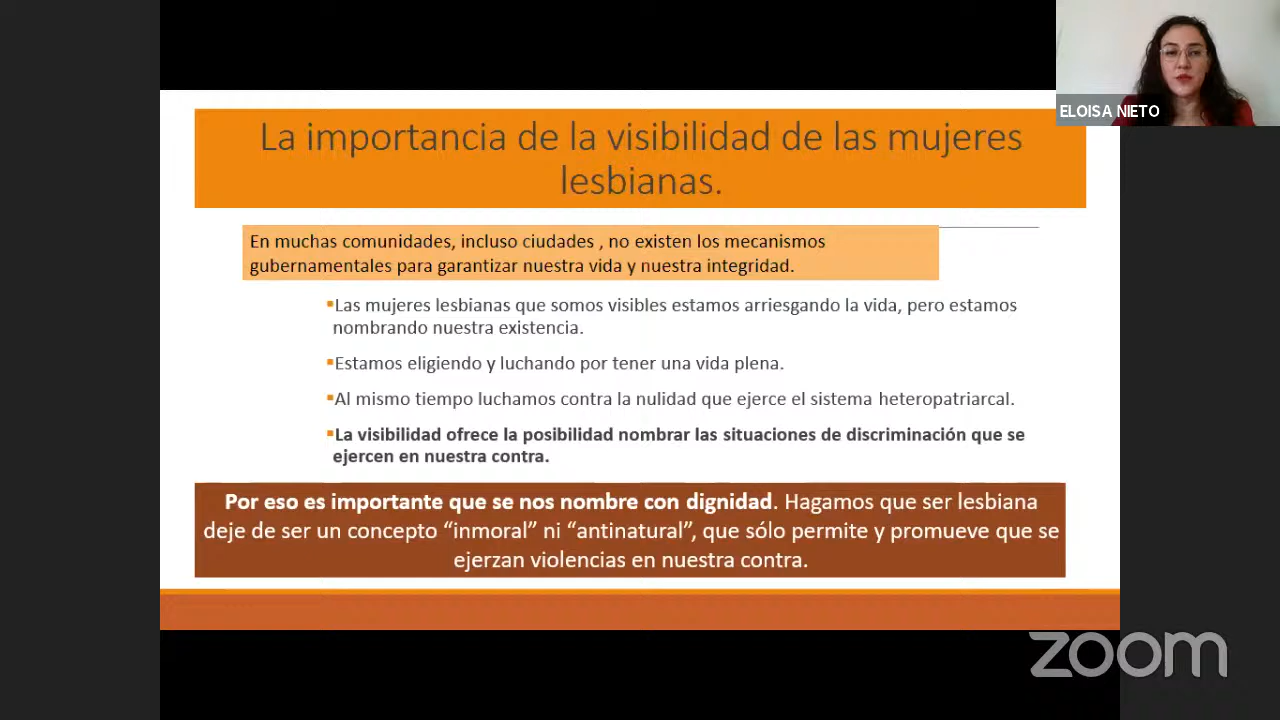 ELOISA NIETO
La importancia de la visibilidad de las mujeres
lesbianas.
En muchas comunidades, incluso ciudades , no existen los mecanismos
gubernamentales para garantizar nuestra vida y nuestra integridad.
▪Las mujeres lesbianas que somos visibles estamos arriesgando la vida, pero estamos
nombrando nuestra existencia.
▪Estamos eligiendo y luchando por tener una vida plena.
▪Al mismo tiempo luchamos contra la nulidad que ejerce el sistema heteropatriarcal.
▪La visibilidad ofrece la posibilidad nombrar las situaciones de discriminación que se
ejercen en nuestra contra.
Por eso es importante que se nos nombre con dignidad. Hagamos que ser lesbiana
deje de ser un concepto “inmoral” ni “antinatural”, que sólo permite y promueve que se
ejerzan violencias en nuestra contra.
zoom